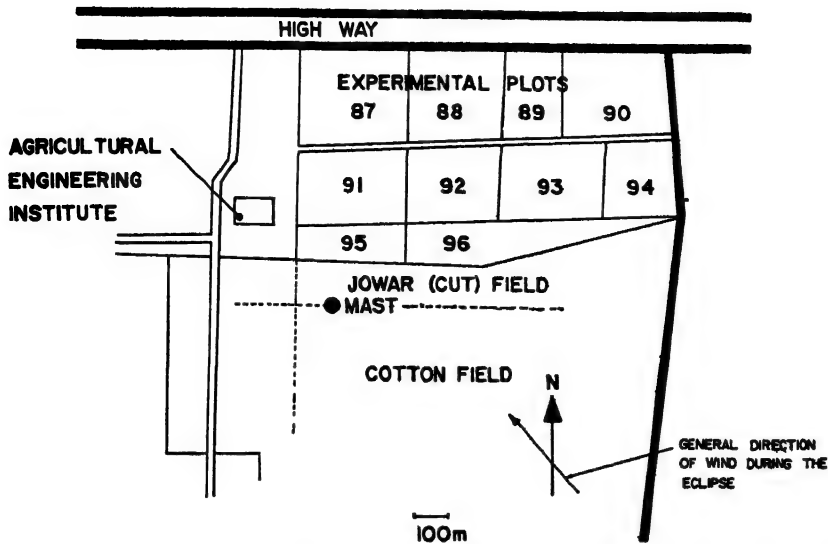 HIGH WAY
EXPERIMENTAL PLOTS
87 88 89 90
AGRICULTURAL
ENGINEERING
INSTITUTE
91 92 93 94
95 96
JOWAR (CUT) FIELD
MAST
COTTON FIELD
N
GENERAL DIRECTION
OF WIND DURING THE
ECLIPSE
100m